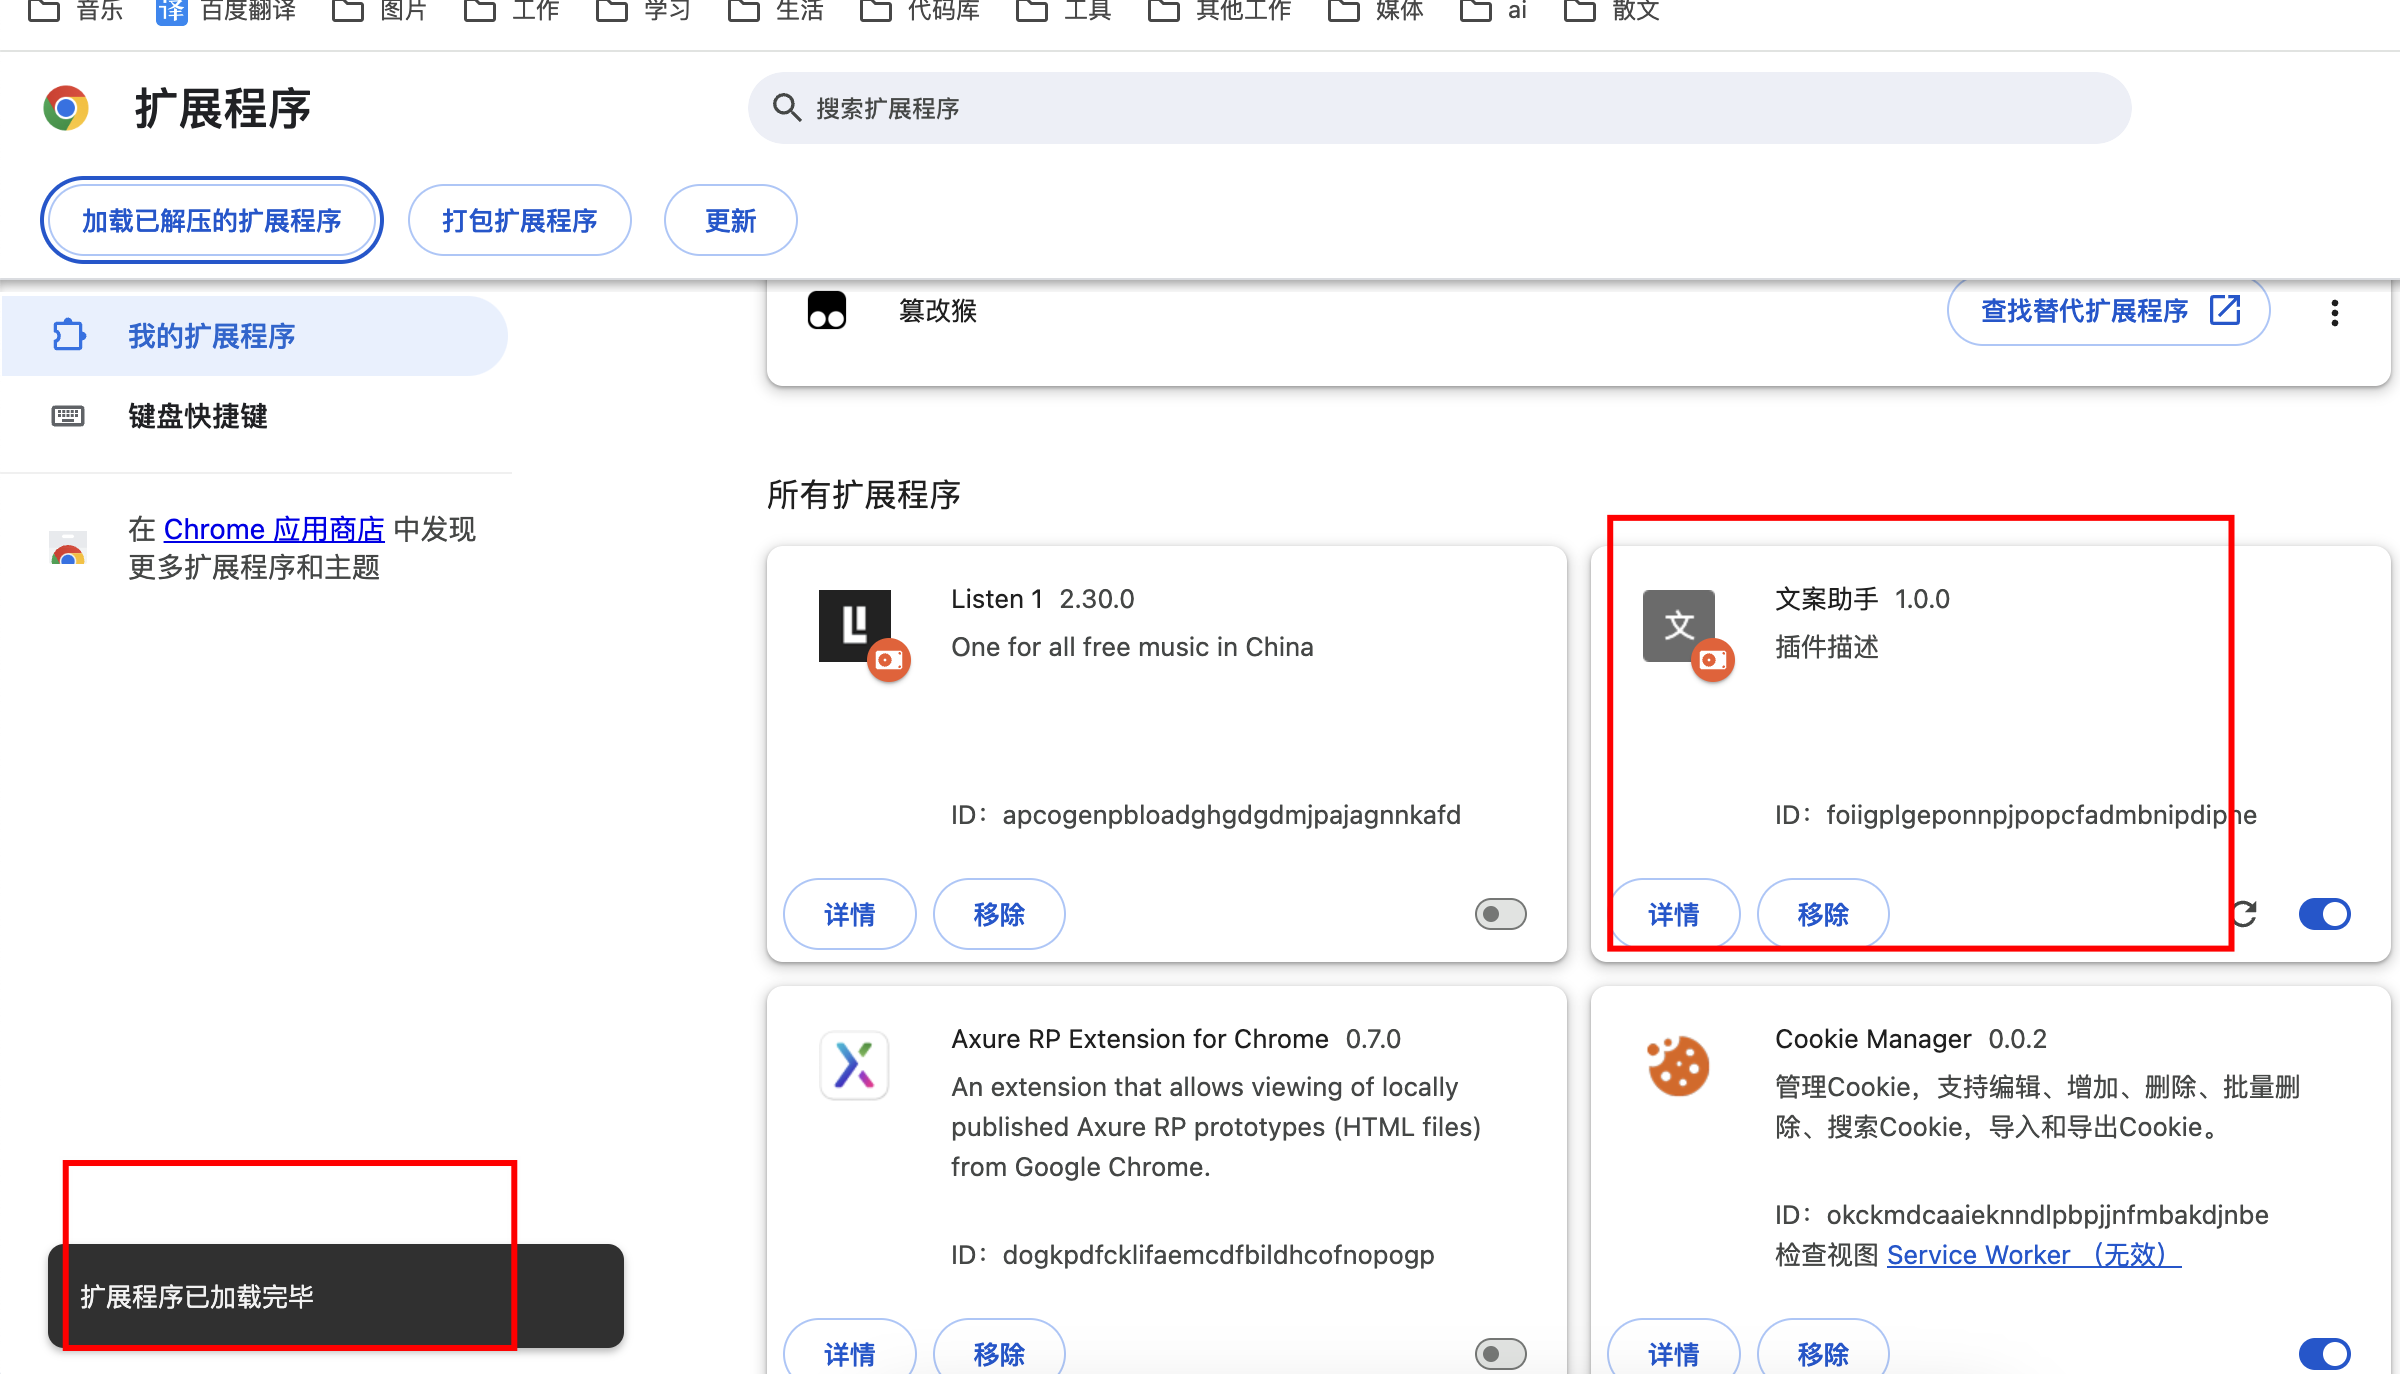 音乐 译 百度翻译 图片 工作 学习 生活 代码库 工具 其他工作 媒体 ai 散文
扩展程序
搜索扩展程序
加载已解压的扩展程序 打包扩展程序 更新
我的扩展程序
键盘快捷键
在 Chrome 应用商店 中发现
更多扩展程序和主题
篡改猴
查找替代扩展程序
所有扩展程序
Listen 1 2.30.0
One for all free music in China
ID：apcogenpbloadghgdgdmjpajagnnkafd
详情 移除
文
文案助手 1.0.0
插件描述
ID：foiigplgeponnpjpopcfadmbnipdiphe
详情 移除
Axure RP Extension for Chrome 0.7.0
An extension that allows viewing of locally
published Axure RP prototypes (HTML files)
from Google Chrome.
ID：dogkpdfcklifaemcdfbildhcofnopogp
详情 移除
Cookie Manager 0.0.2
管理Cookie，支持编辑、增加、删除、批量删
除、搜索Cookie，导入和导出Cookie。
ID：okckmdcaaieknndlpbpjjnfmbakdjnbe
检查视图 Service Worker （无效）
详情 移除
扩展程序已加载完毕